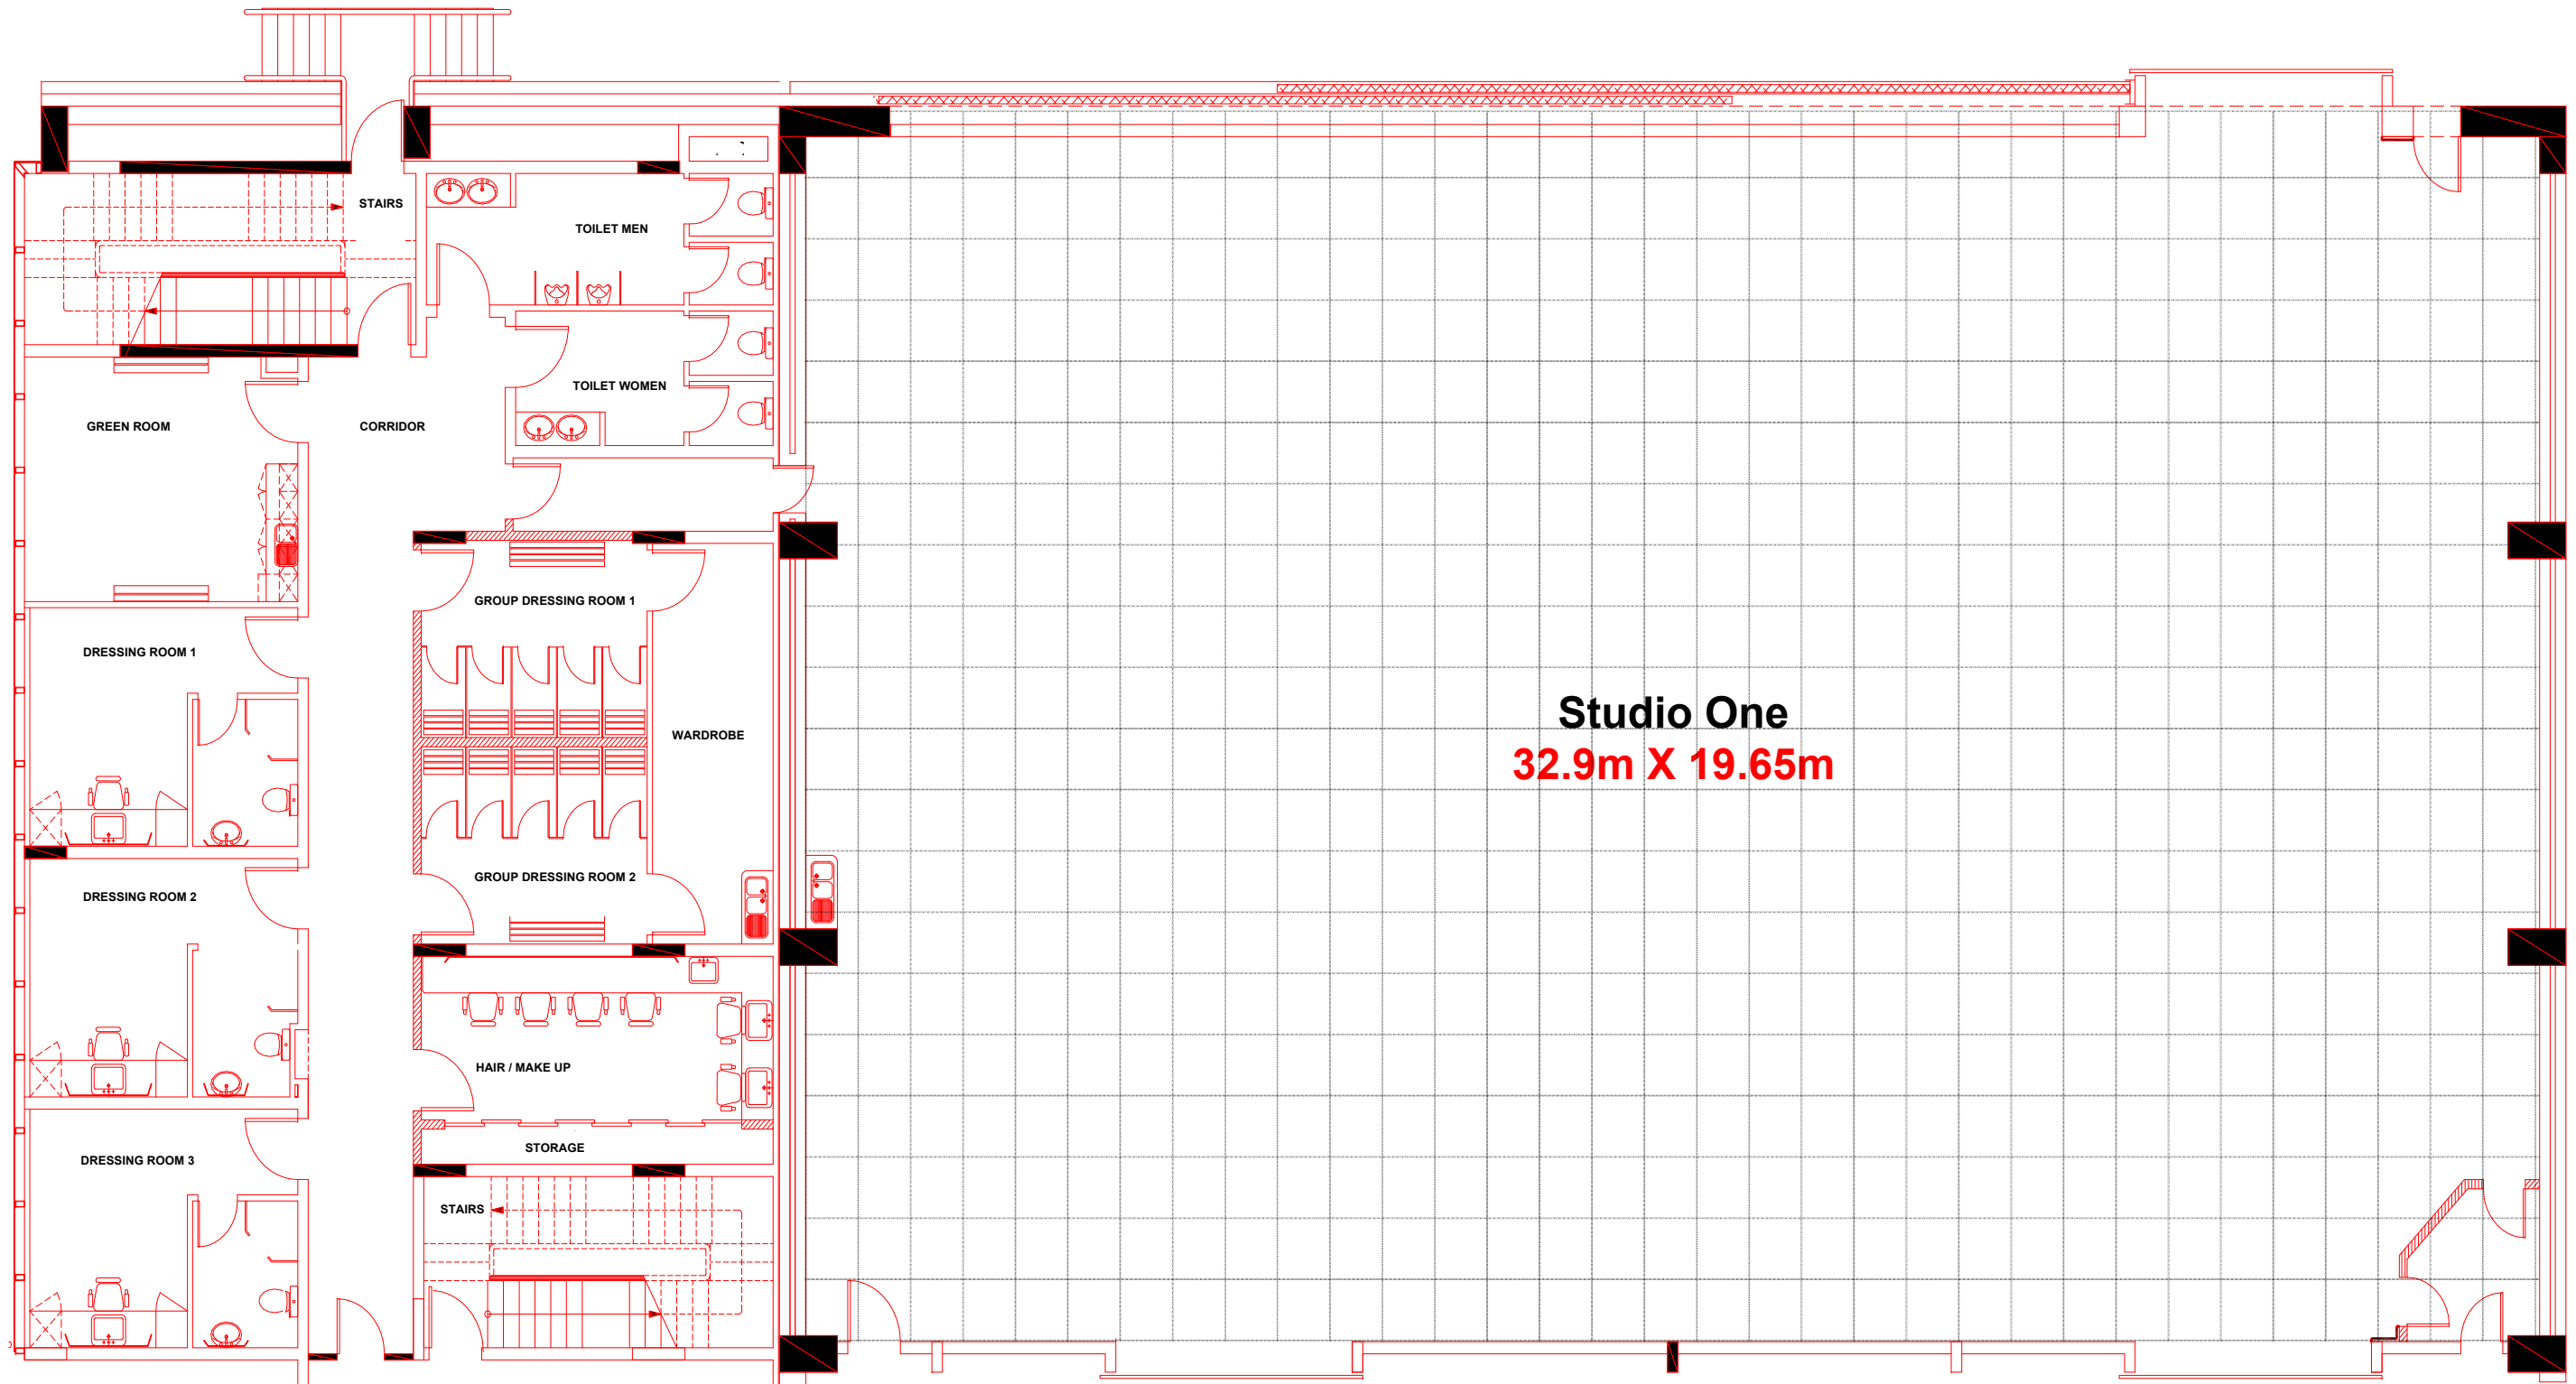 STAIRS
TOILET MEN
TOILET WOMEN
GREEN ROOM
CORRIDOR
GROUP DRESSING ROOM 1
DRESSING ROOM 1
WARDROBE
Studio One
32.9m X 19.65m
GROUP DRESSING ROOM 2
DRESSING ROOM 2
HAIR / MAKE UP
STORAGE
DRESSING ROOM 3
STAIRS